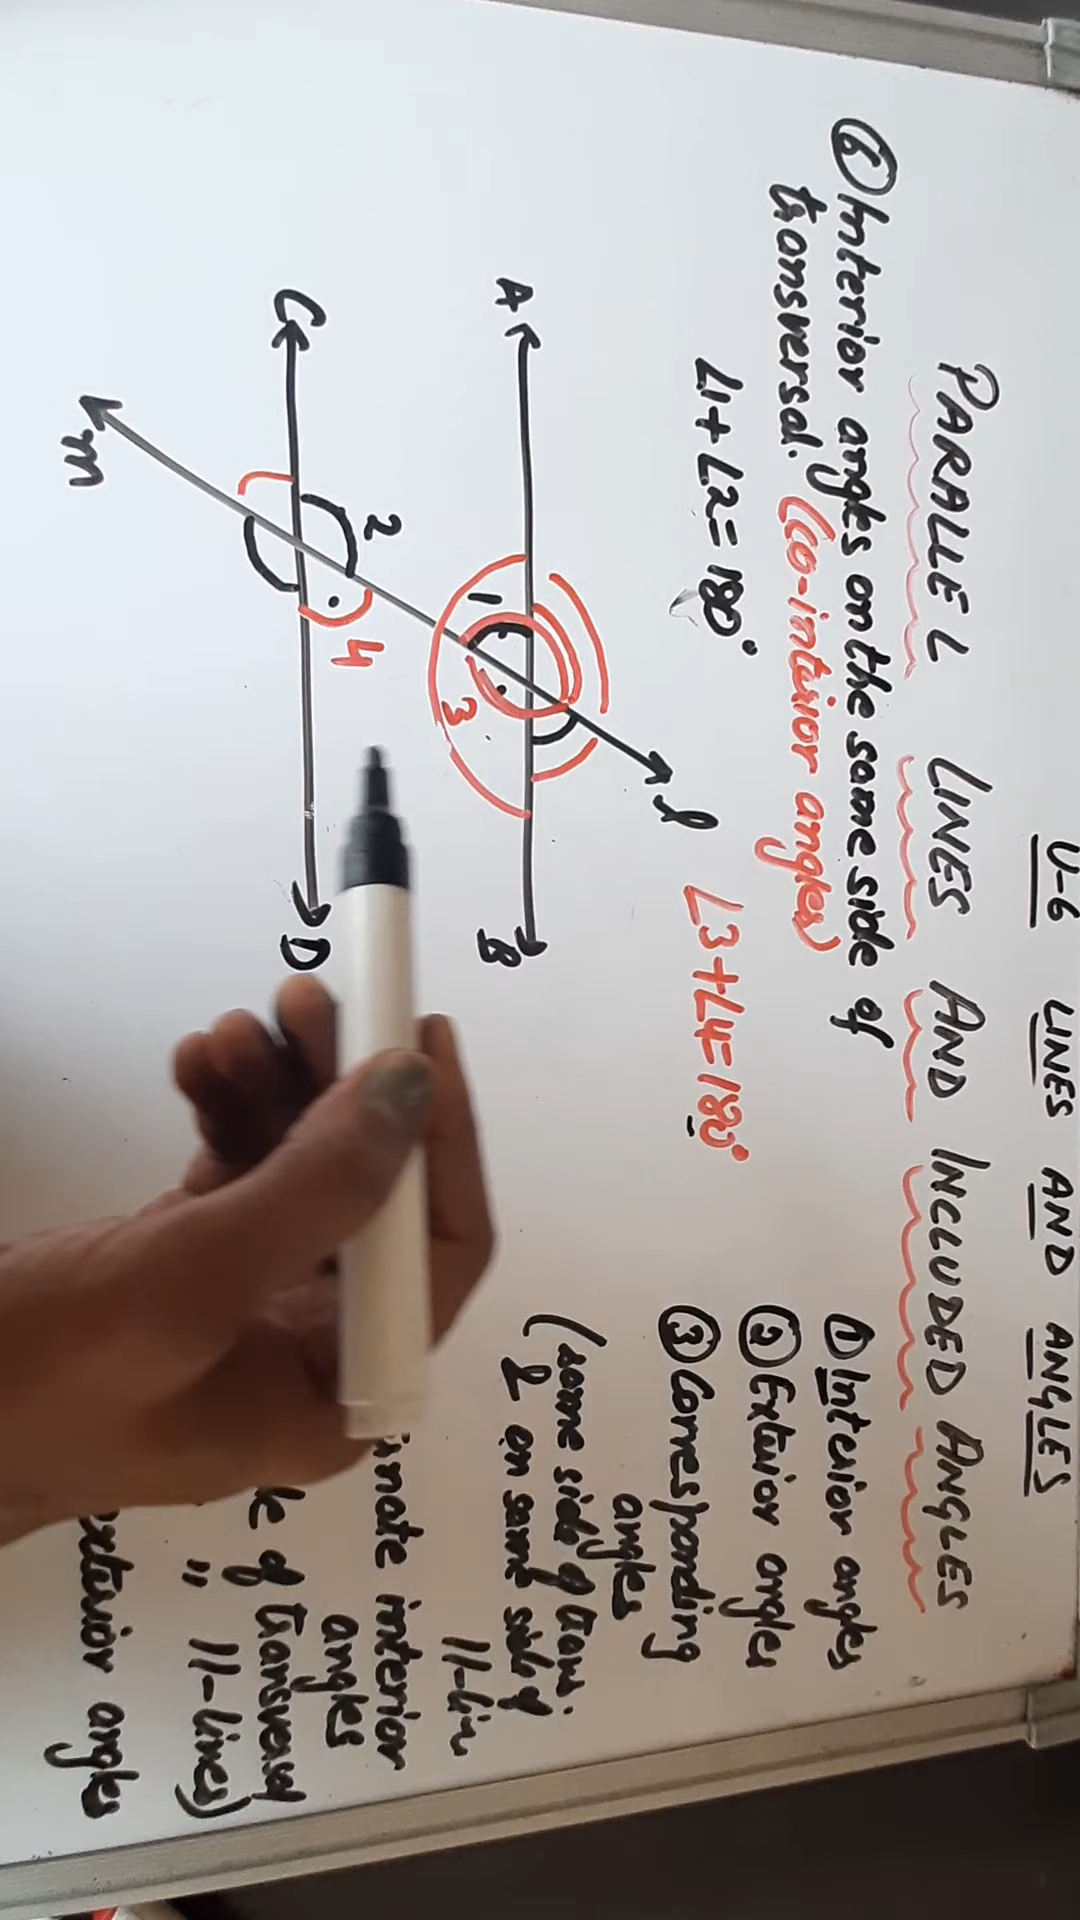 U-6 LINES AND ANGLES
PARALLEL LINES AND INCLUDED ANGLES
⑥ Interior angles on the same side of
transversal. (co-interior angles)
∠1+∠2=180°
∠3+∠4=180°
l
A
B
1
3
2
4
C
D
m
① Interior angles
② Exterior angles
③ Corresponding
angles
(same side of trans.
& on same side of
11-lin
nate interior
angles
of transversal
" 11-lines)
exterior angles